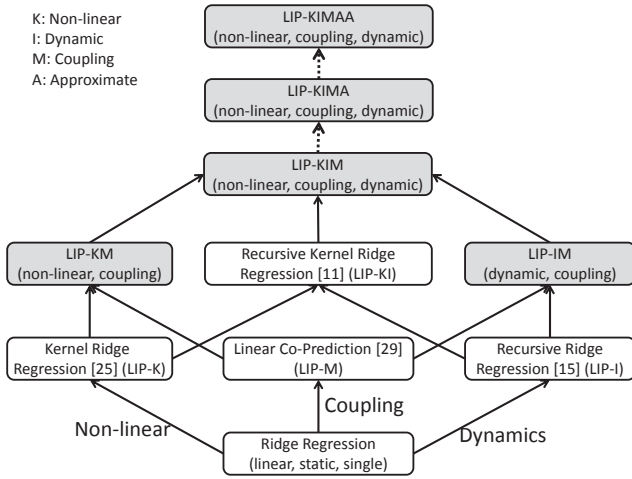 K: Non-linear
I: Dynamic
M: Coupling
A: Approximate
LIP-KIMAA
(non-linear, coupling, dynamic)
LIP-KIMA
(non-linear, coupling, dynamic)
LIP-KIM
(non-linear, coupling, dynamic)
LIP-KM
(non-linear, coupling)
Recursive Kernel Ridge
Regression [11] (LIP-KI)
LIP-IM
(dynamic, coupling)
Kernel Ridge
Regression [25] (LIP-K)
Linear Co-Prediction [29]
(LIP-M)
Recursive Ridge
Regression [15] (LIP-I)
Non-linear
Coupling
Dynamics
Ridge Regression
(linear, static, single)